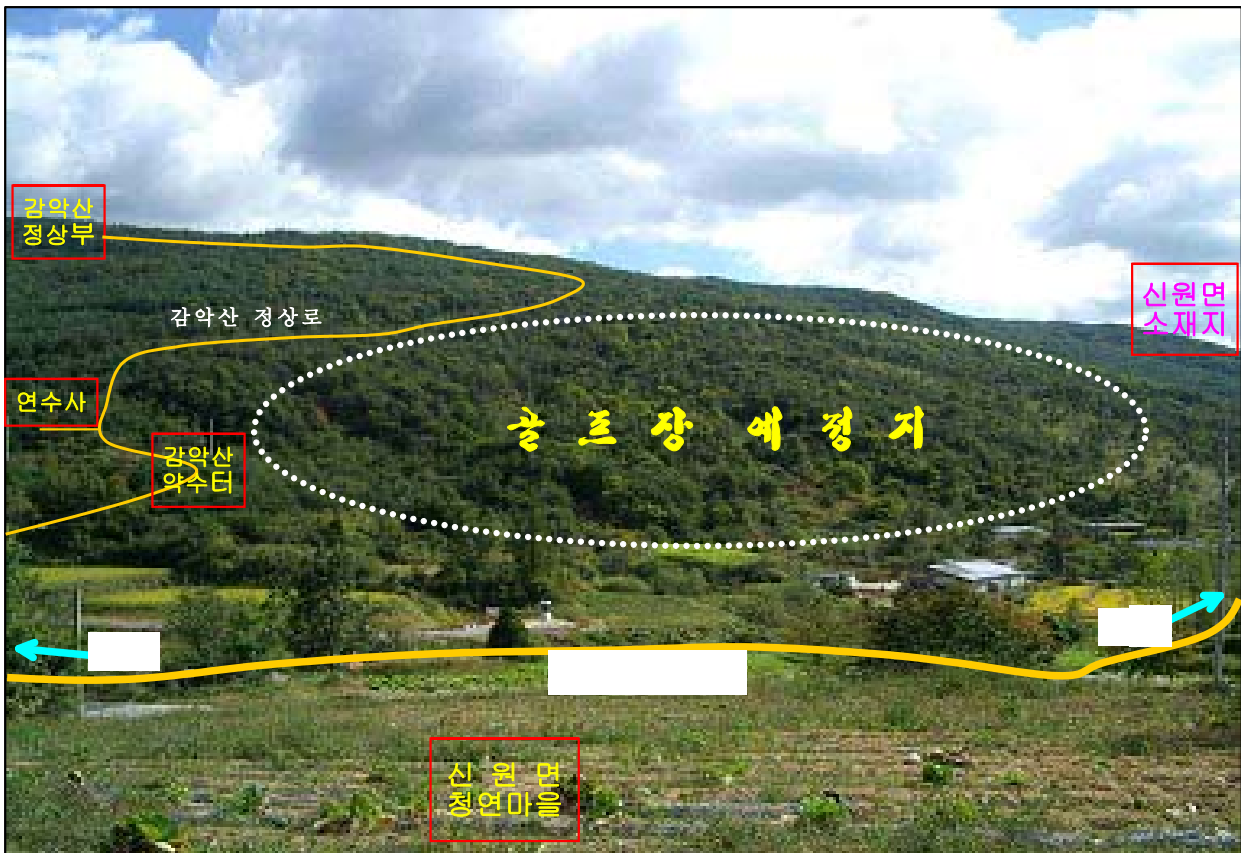 감악산
정상부
신원면
소재지
감악산 정상로
연수사
골프장 예정지
감악산
약수터
신 원 면
청연마을